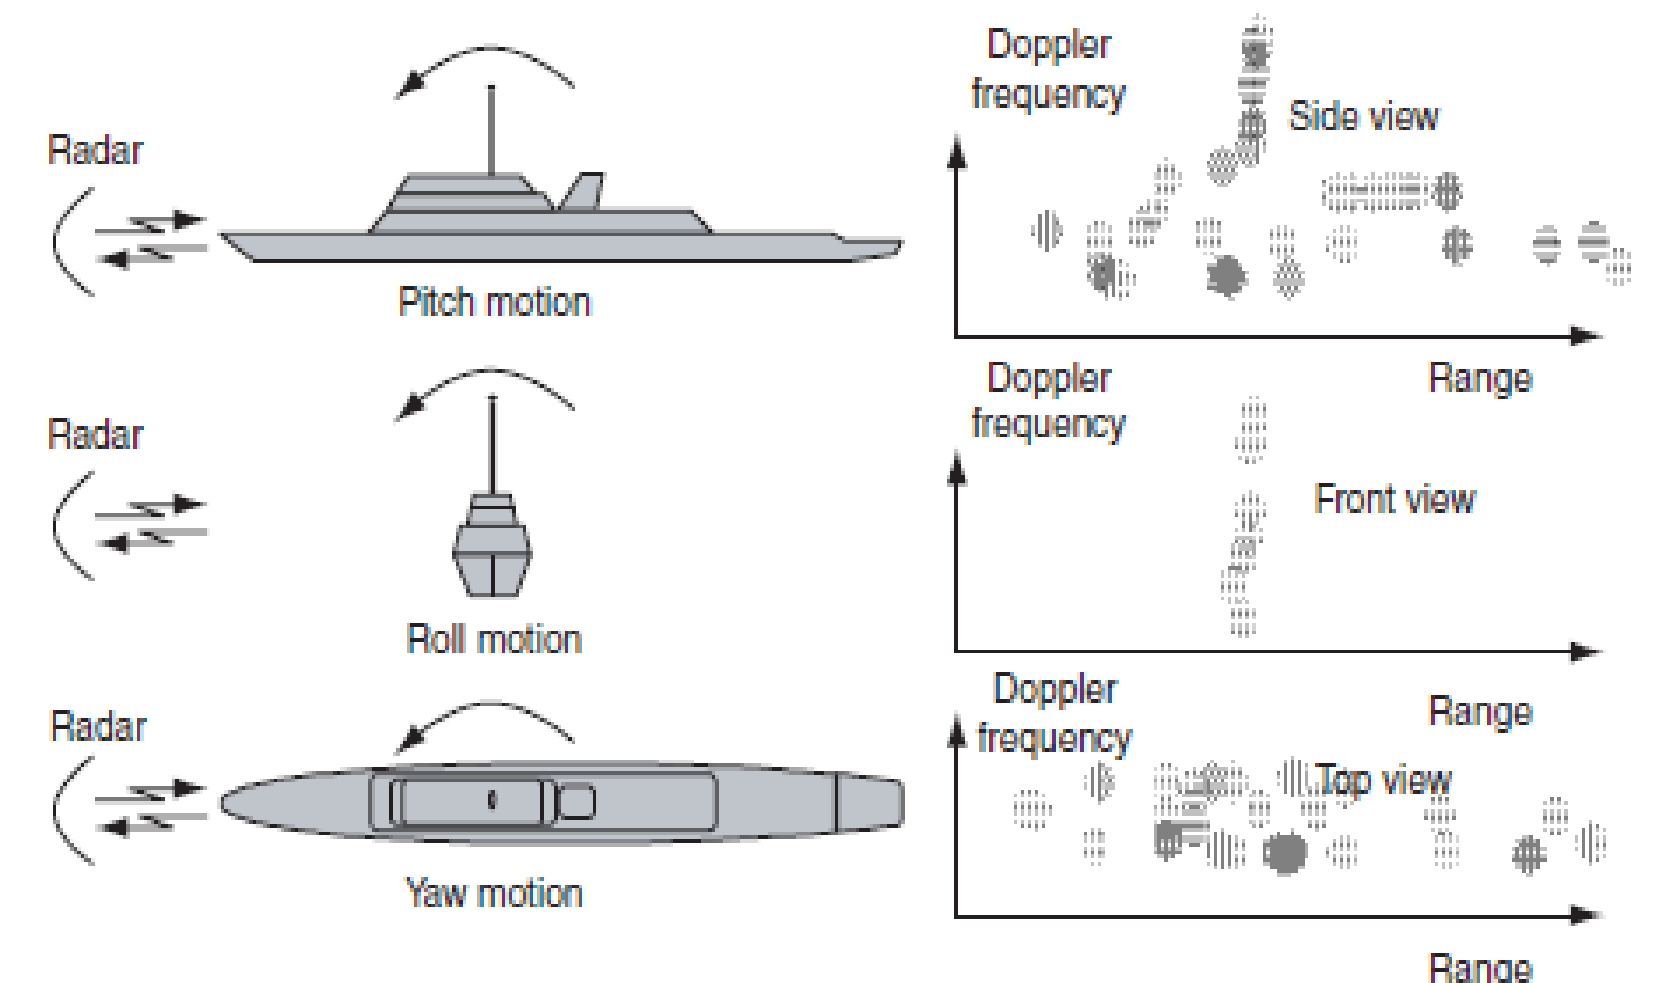 Doppler
frequency
Side view
Radar
Pitch motion
Range
Doppler
frequency
Radar
Front view
Roll motion
Doppler
frequency
Range
Radar
Top view
Yaw motion
Range